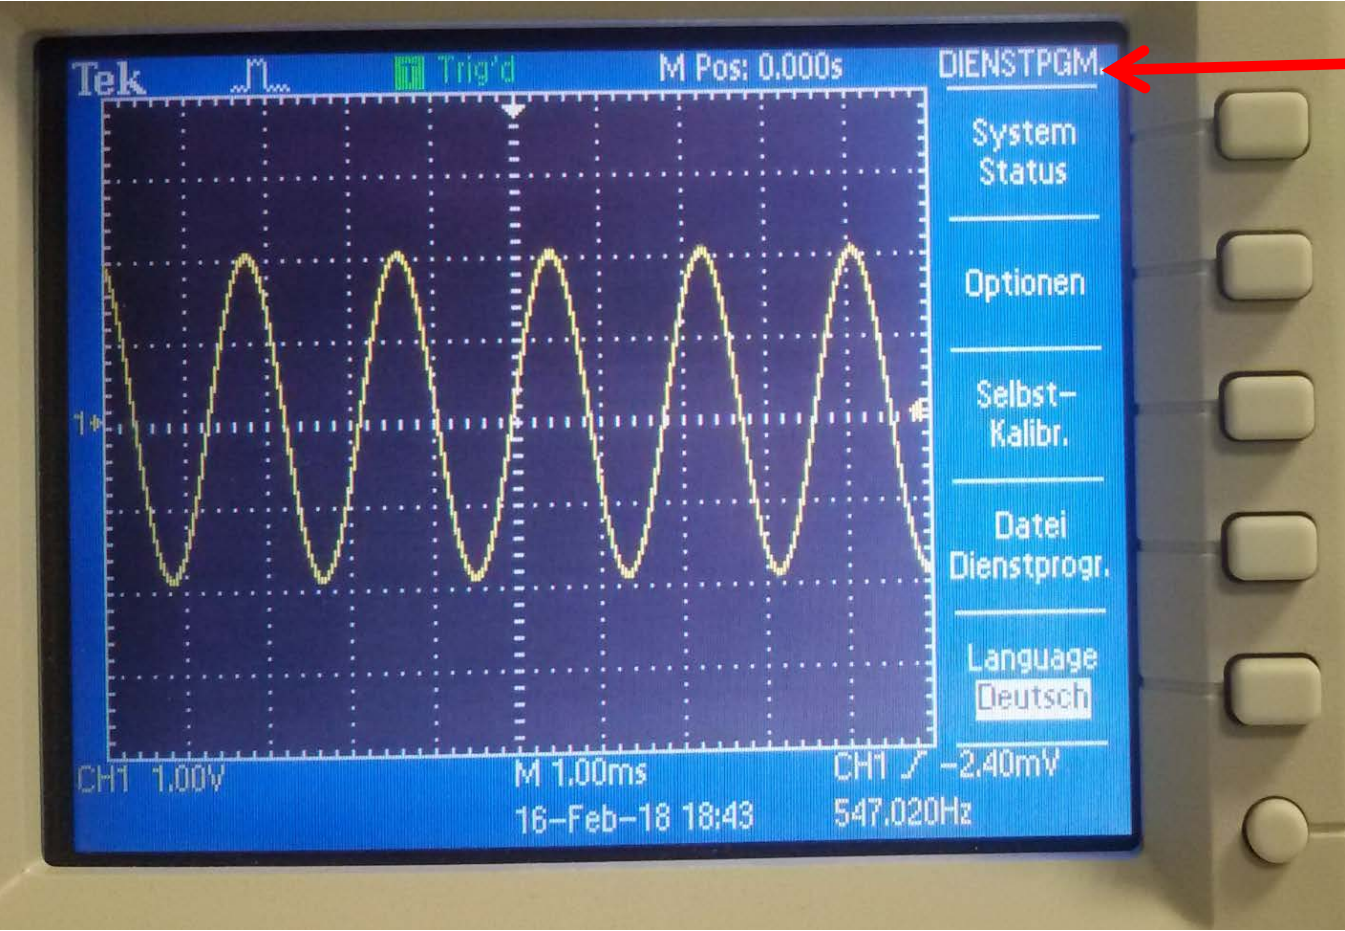 Tek
T Trig'd
M Pos: 0.000s
DIENSTPGM
System
Status
Optionen
Selbst-
Kalibr.
Datei
Dienstprogr.
Language
Deutsch
1
CH1 1.00V
M 1.00ms
CH1 -2.40mV
16-Feb-18 18:43
547.020Hz